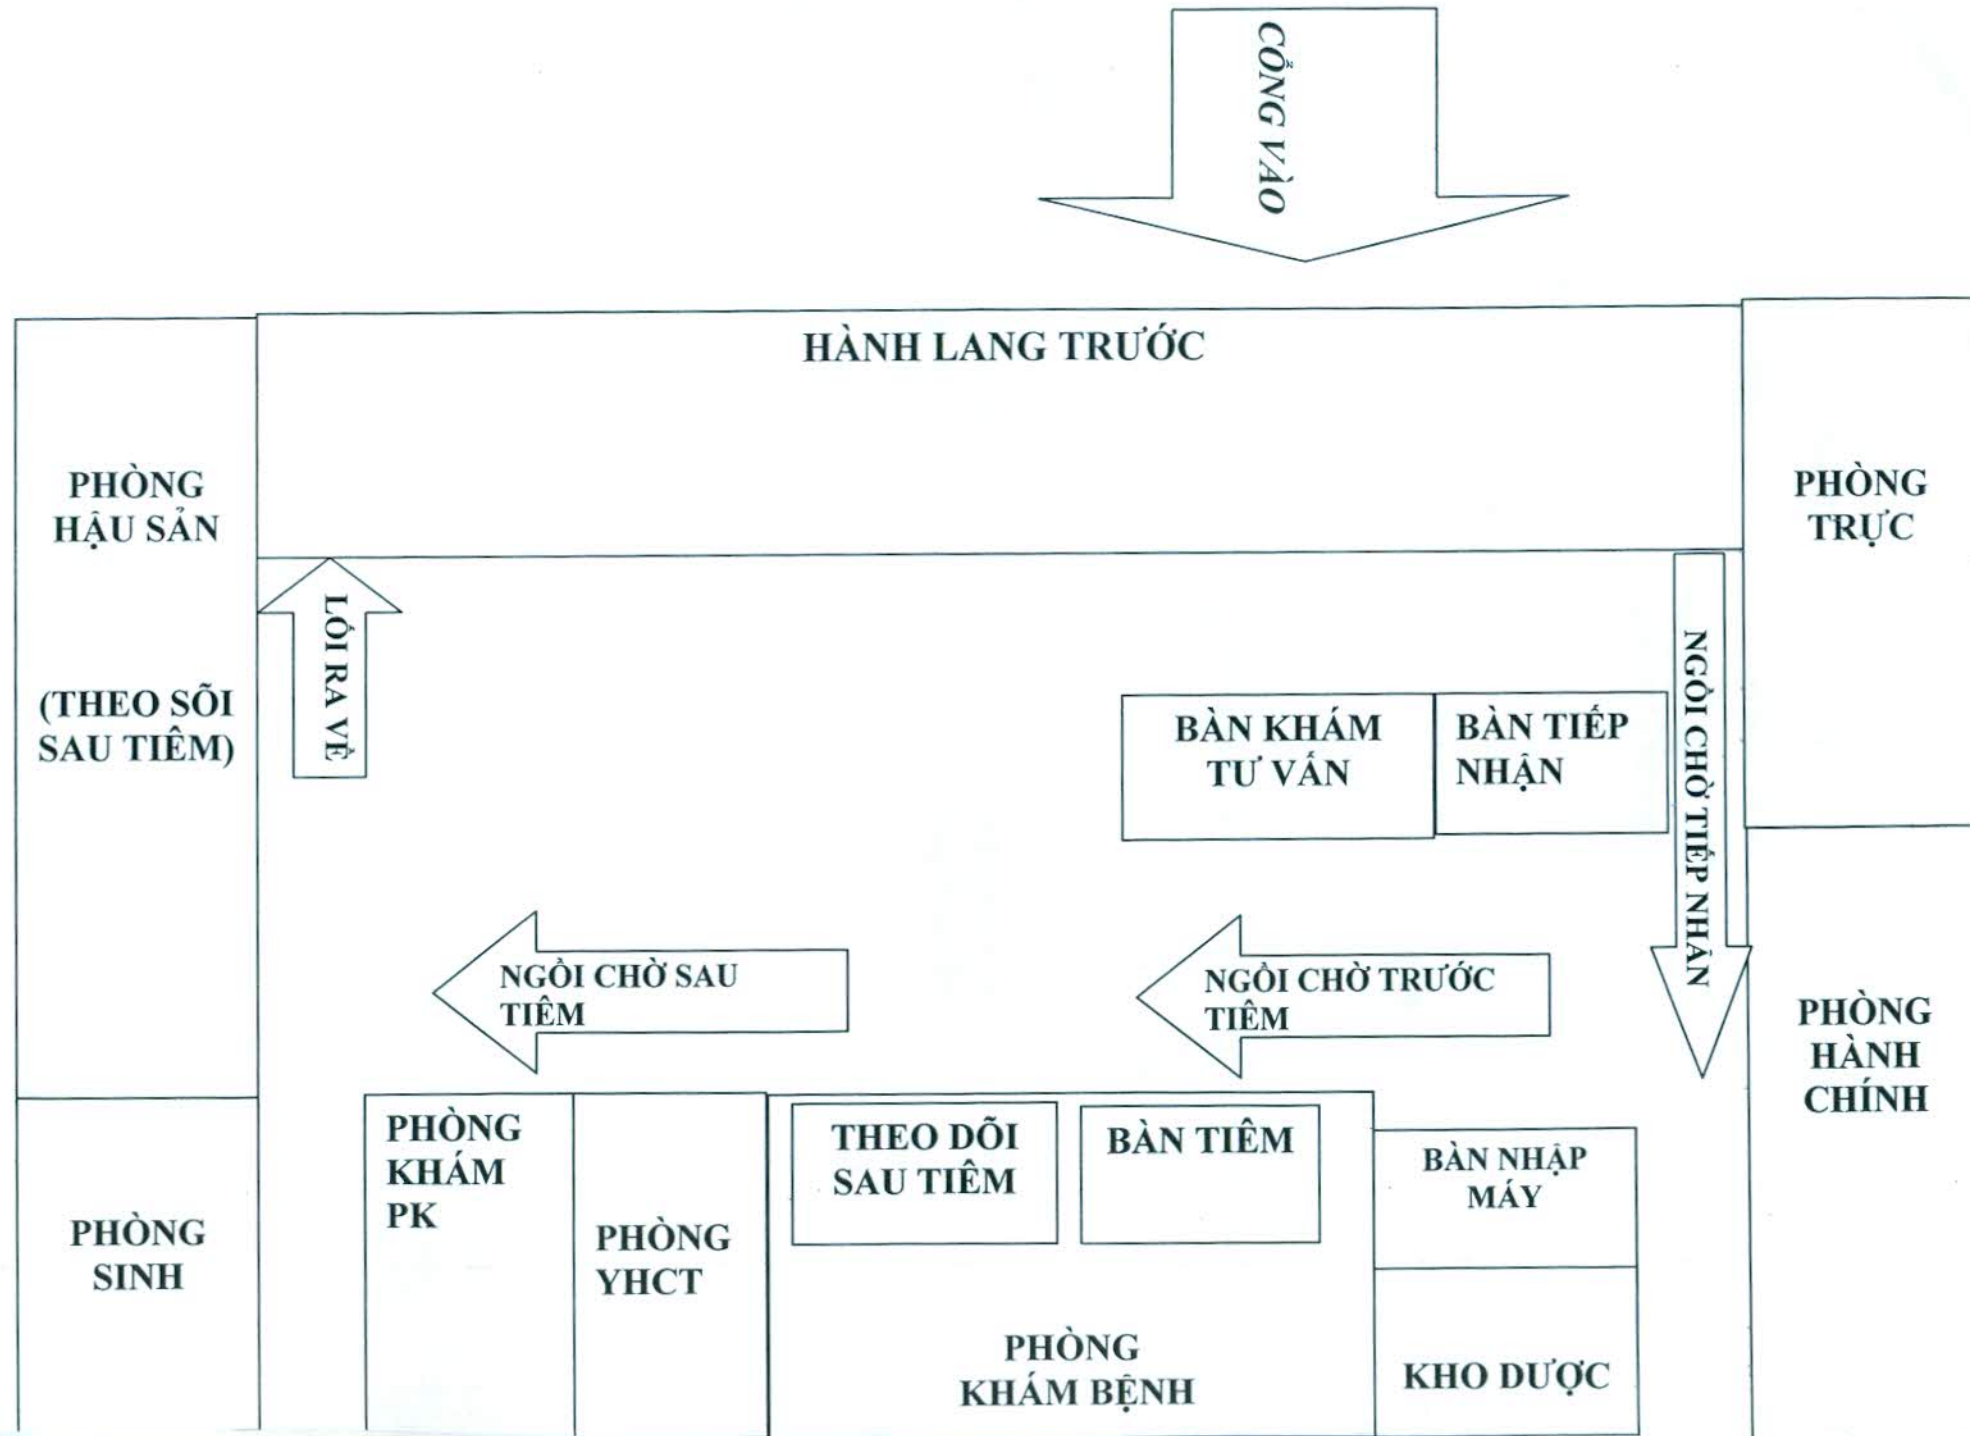 CỔNG VÀO
HÀNH LANG TRƯỚC
PHÒNG
HẬU SẢN
(THEO SÕI
SAU TIÊM)
PHÒNG
TRỰC
LỐI RA VỀ
BÀN KHÁM
TƯ VẤN
BÀN TIẾP
NHẬN
NGỒI CHỜ TIẾP NHẬN
NGỒI CHỜ SAU
TIÊM
NGỒI CHỜ TRƯỚC
TIÊM
PHÒNG
HÀNH
CHÍNH
PHÒNG
SINH
PHÒNG
KHÁM
PK
PHÒNG
YHCT
THEO DÕI
SAU TIÊM
BÀN TIÊM
BÀN NHẬP
MÁY
PHÒNG
KHÁM BỆNH
KHO DƯỢC